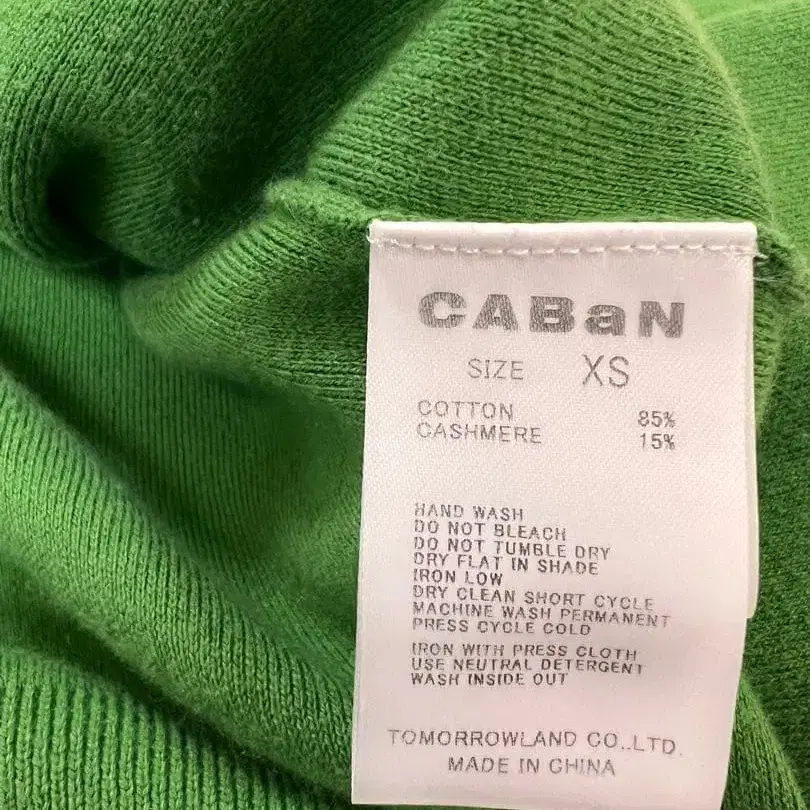 CABaN
SIZE XS
COTTON 85%
CASHMERE 15%
HAND WASH
DO NOT BLEACH
DO NOT TUMBLE DRY
DRY FLAT IN SHADE
IRON LOW
DRY CLEAN SHORT CYCLE
MACHINE WASH PERMANENT
PRESS CYCLE COLD
IRON WITH PRESS CLOTH
USE NEUTRAL DETERGENT
WASH INSIDE OUT
TOMORROWLAND CO.,LTD.
MADE IN CHINA